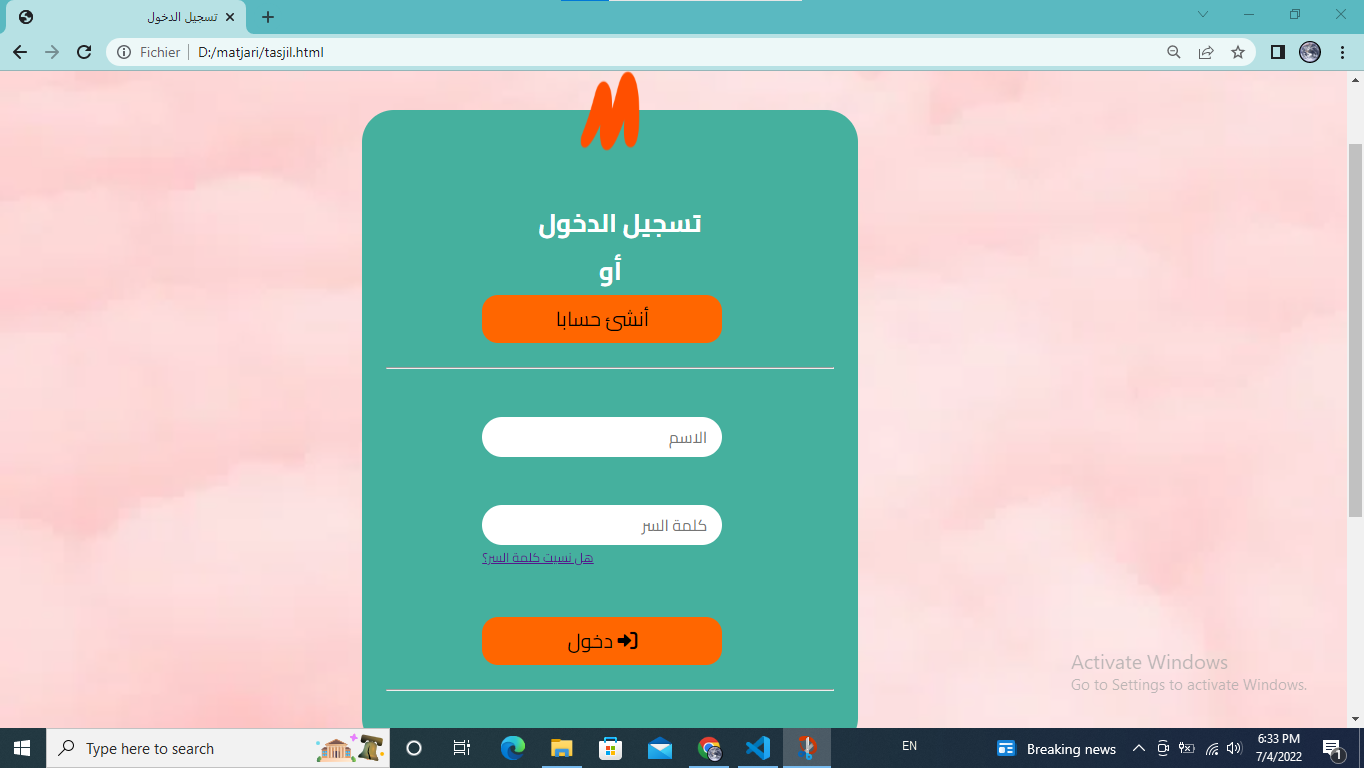 تسجيل الدخول
Fichier
D:/matjari/tasjil.html
M
تسجيل الدخول
أو
أنشئ حسابا
الاسم
كلمة السر
هل نسيت كلمة السر؟
دخول
Activate Windows
Go to Settings to activate Windows.
Type here to search
EN
Breaking news
6:33 PM
7/4/2022
1